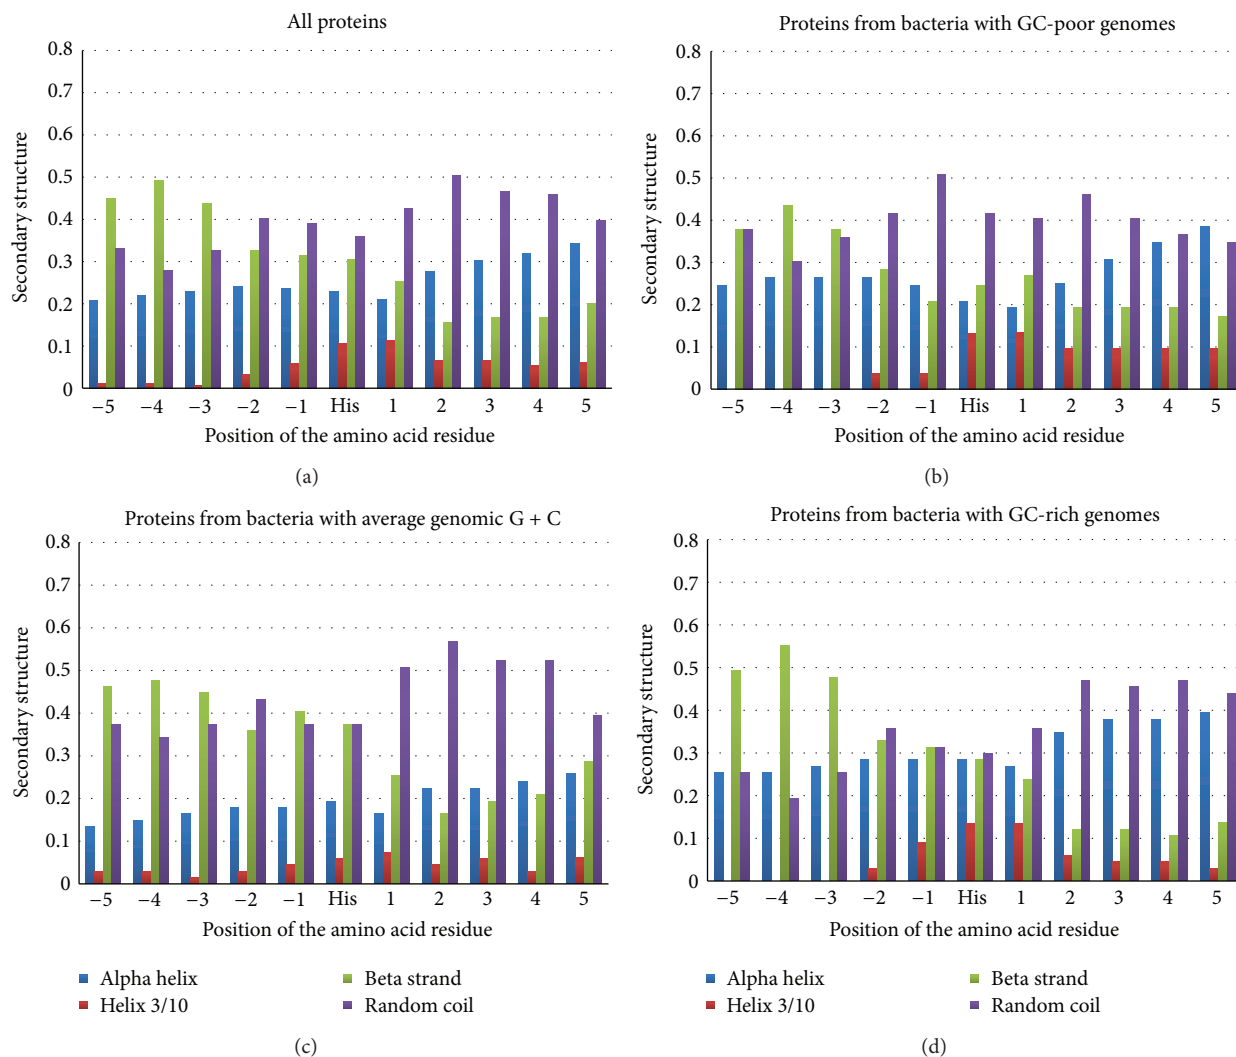 All proteins
Secondary structure
0.8
0.7
0.6
0.5
0.4
0.3
0.2
0.1
0
−5 −4 −3 −2 −1 His 1 2 3 4 5
Position of the amino acid residue
(a)
Proteins from bacteria with GC-poor genomes
Secondary structure
0.8
0.7
0.6
0.5
0.4
0.3
0.2
0.1
0
−5 −4 −3 −2 −1 His 1 2 3 4 5
Position of the amino acid residue
(b)
Proteins from bacteria with average genomic G + C
Secondary structure
0.8
0.7
0.6
0.5
0.4
0.3
0.2
0.1
0
−5 −4 −3 −2 −1 His 1 2 3 4 5
Position of the amino acid residue
Alpha helix Beta strand
Helix 3/10 Random coil
(c)
Proteins from bacteria with GC-rich genomes
Secondary structure
0.8
0.7
0.6
0.5
0.4
0.3
0.2
0.1
0
−5 −4 −3 −2 −1 His 1 2 3 4 5
Position of the amino acid residue
Alpha helix Beta strand
Helix 3/10 Random coil
(d)